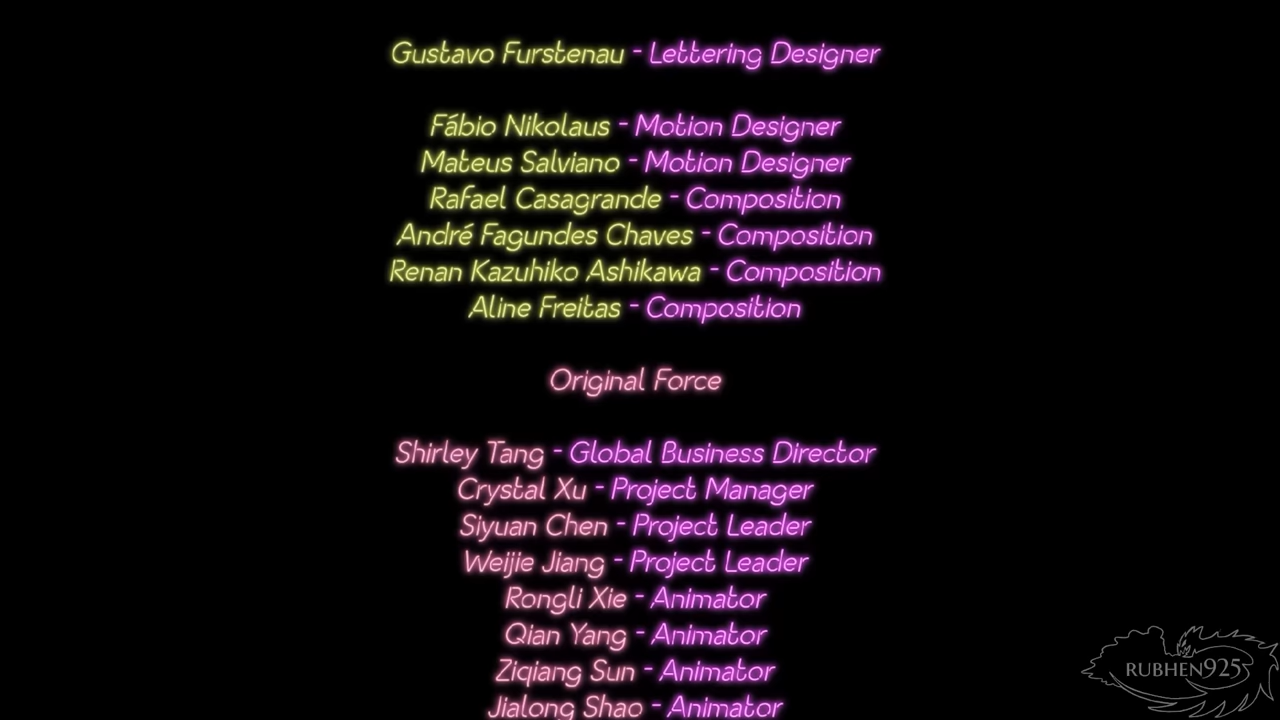 Gustavo Furstenau - Lettering Designer
Fábio Nikolaus - Motion Designer
Mateus Salviano - Motion Designer
Rafael Casagrande - Composition
André Fagundes Chaves - Composition
Renan Kazuhiko Ashikawa - Composition
Aline Freitas - Composition
Original Force
Shirley Tang - Global Business Director
Crystal Xu - Project Manager
Siyuan Chen - Project Leader
Weijie Jiang - Project Leader
Rongli Xie - Animator
Qian Yang - Animator
Ziqiang Sun - Animator
Jialong Shao - Animator
RUBHEN925